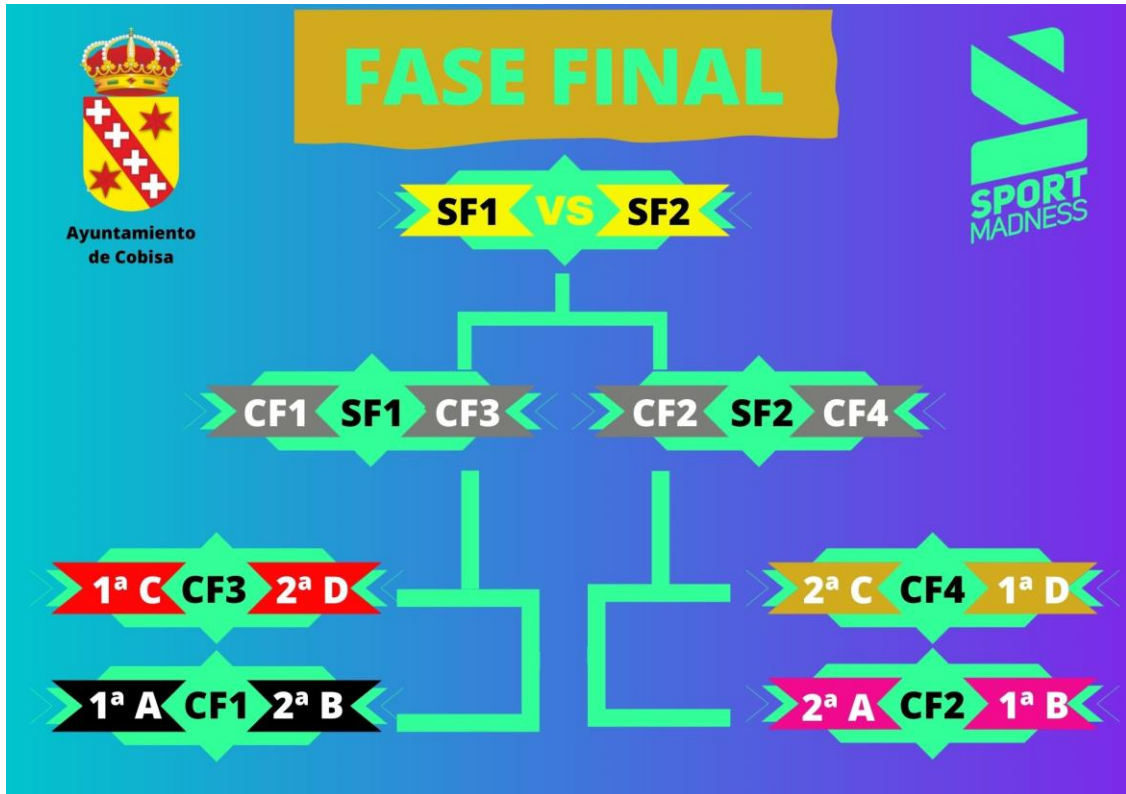 FASE FINAL
Ayuntamiento
de Cobisa
SPORT
MADNESS
SF1 VS SF2
CF1 SF1 CF3
CF2 SF2 CF4
1ª C CF3 2ª D
2ª C CF4 1ª D
1ª A CF1 2ª B
2ª A CF2 1ª B